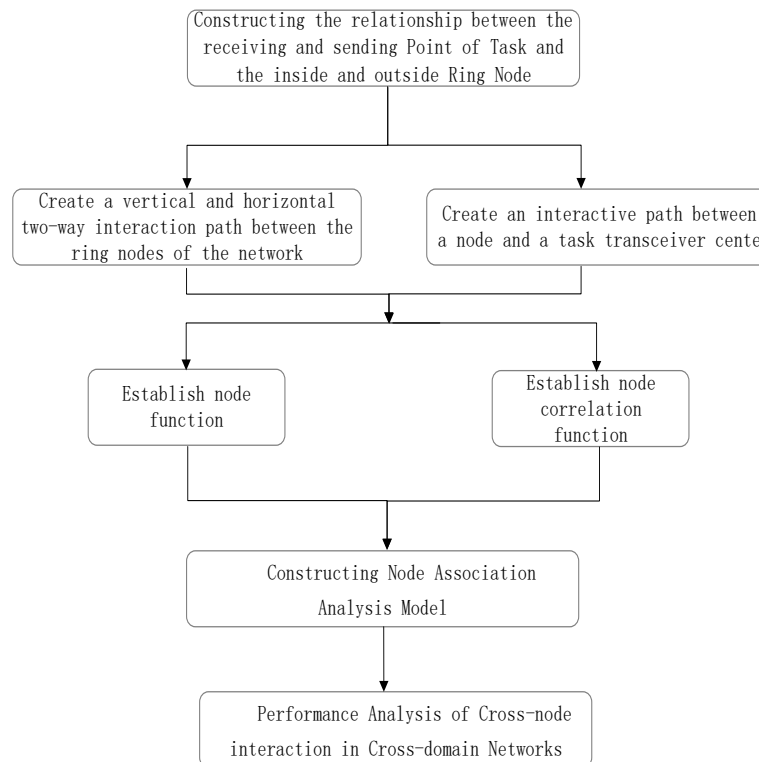 Constructing the relationship between the
receiving and sending Point of Task and
the inside and outside Ring Node
Create a vertical and horizontal
two-way interaction path between the
ring nodes of the network
Create an interactive path between
a node and a task transceiver cente
Establish node
function
Establish node
correlation
function
Constructing Node Association
Analysis Model
Performance Analysis of Cross-node
interaction in Cross-domain Networks